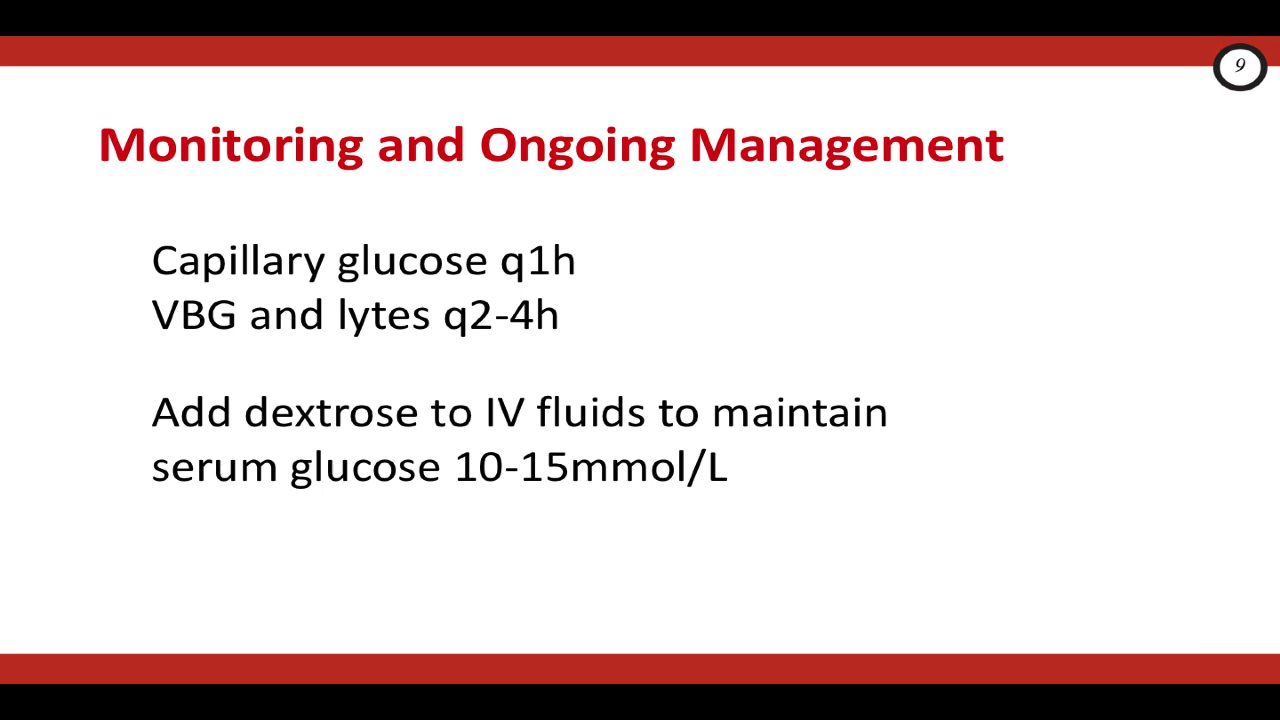 9
Monitoring and Ongoing Management
Capillary glucose q1h
VBG and lytes q2-4h
Add dextrose to IV fluids to maintain
serum glucose 10-15mmol/L